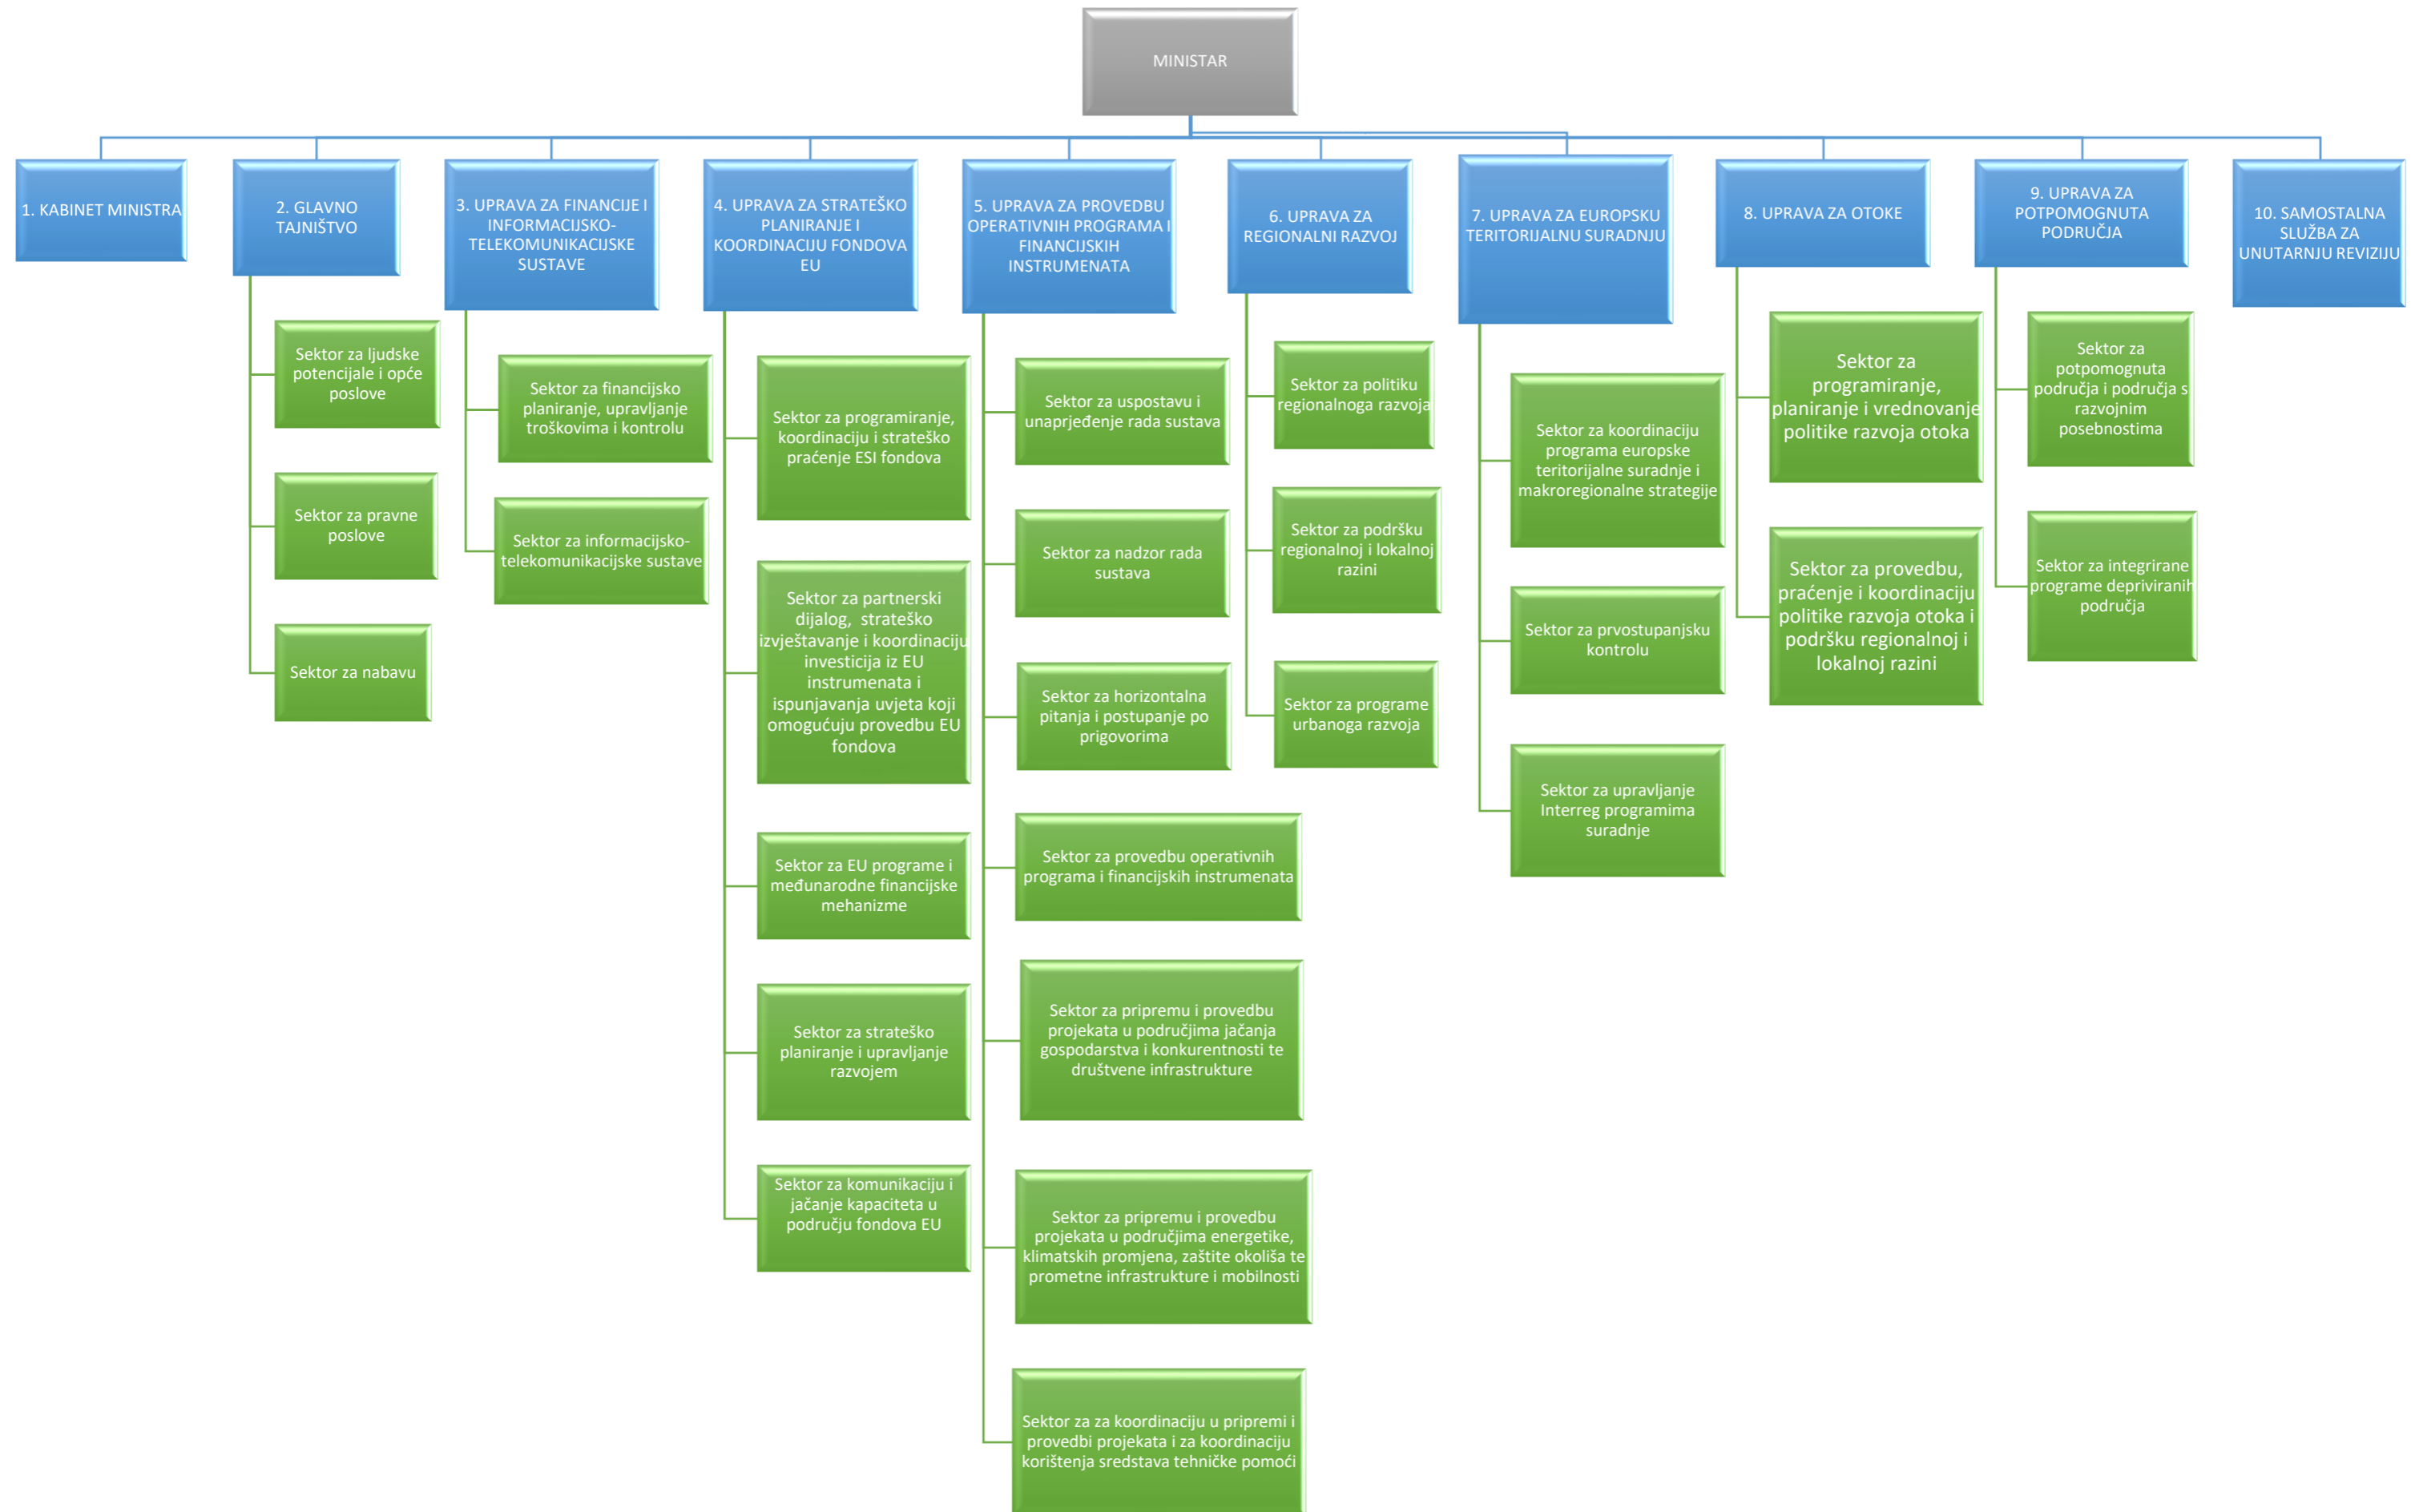 MINISTAR
1. KABINET MINISTRA
2. GLAVNO
TAJNIŠTVO
Sektor za ljudske
potencijale i opće
poslove
Sektor za pravne
poslove
Sektor za nabavu
3. UPRAVA ZA FINANCIJE I
INFORMACIJSKO-
TELEKOMUNIKACIJSKE
SUSTAVE
Sektor za financijsko
planiranje, upravljanje
troškovima i kontrolu
Sektor za informacijsko-
telekomunikacijske sustave
4. UPRAVA ZA STRATEŠKO
PLANIRANJE I
KOORDINACIJU FONDOVA
EU
Sektor za programiranje,
koordinaciju i strateško
praćenje ESI fondova
Sektor za partnerski
dijalog, strateško
izvještavanje i koordinaciju
investicija iz EU
instrumenata i
ispunjavanja uvjeta koji
omogućuju provedbu EU
fondova
Sektor za EU programe i
međunarodne financijske
mehanizme
Sektor za strateško
planiranje i upravljanje
razvojem
Sektor za komunikaciju i
jačanje kapaciteta u
području fondova EU
5. UPRAVA ZA PROVEDBU
OPERATIVNIH PROGRAMA I
FINANCIJSKIH
INSTRUMENATA
Sektor za uspostavu i
unaprjeđenje rada sustava
Sektor za nadzor rada
sustava
Sektor za horizontalna
pitanja i postupanje po
prigovorima
Sektor za provedbu operativnih
programa i financijskih instrumenata
Sektor za pripremu i provedbu
projekata u područjima jačanja
gospodarstva i konkurentnosti te
društvene infrastrukture
Sektor za pripremu i provedbu
projekata u područjima energetike,
klimatskih promjena, zaštite okoliša te
prometne infrastrukture i mobilnosti
Sektor za za koordinaciju u pripremi i
provedbi projekata i za koordinaciju
korištenja sredstava tehničke pomoći
6. UPRAVA ZA
REGIONALNI RAZVOJ
Sektor za politiku
regionalnoga razvoja
Sektor za podršku
regionalnoj i lokalnoj
razini
Sektor za programe
urbanoga razvoja
7. UPRAVA ZA EUROPSKU
TERITORIJALNU SURADNJU
Sektor za koordinaciju
programa europske
teritorijalne suradnje i
makroregionalne strategije
Sektor za prvostupanjsku
kontrolu
Sektor za upravljanje
Interreg programima
suradnje
8. UPRAVA ZA OTOKE
Sektor za
programiranje,
planiranje i vrednovanje
politike razvoja otoka
Sektor za provedbu,
praćenje i koordinaciju
politike razvoja otoka i
podršku regionalnoj i
lokalnoj razini
9. UPRAVA ZA
POTPOMOGNUTA
PODRUČJA
Sektor za
potpomognuta
područja i područja s
razvojnim
posebnostima
Sektor za integrirane
programe depriviranih
područja
10. SAMOSTALNA
SLUŽBA ZA
UNUTARNJU REVIZIJU